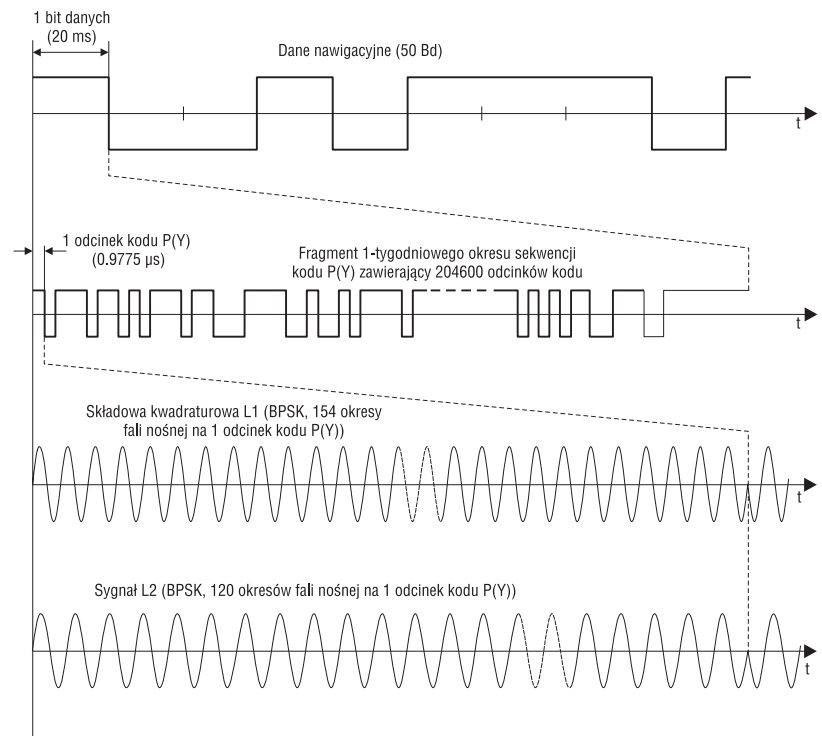 1 bit danych
(20 ms)
Dane nawigacyjne (50 Bd)
t
1 odcinek kodu P(Y)
(0.9775 µs)
Fragment 1-tygodniowego okresu sekwencji
kodu P(Y) zawierający 204600 odcinków kodu
t
Składowa kwadraturowa L1 (BPSK, 154 okresy
fali nośnej na 1 odcinek kodu P(Y))
t
Sygnał L2 (BPSK, 120 okresów fali nośnej na 1 odcinek kodu P(Y))
t